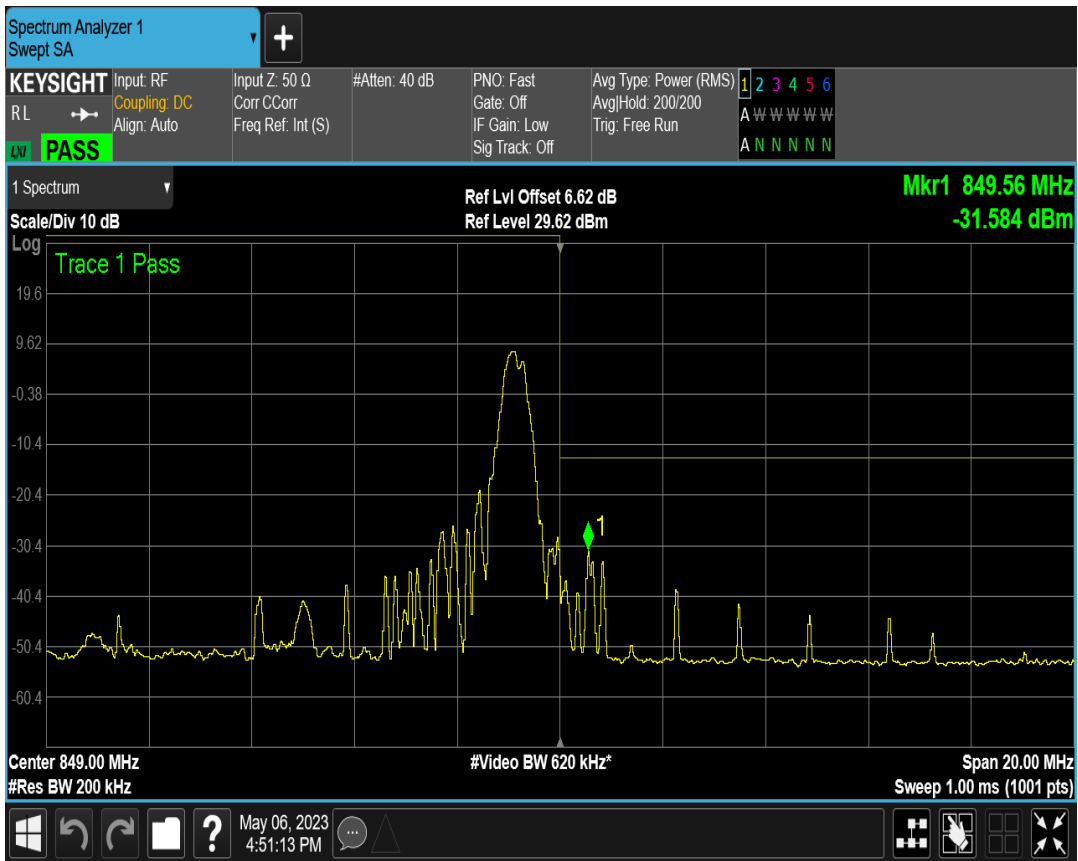 Spectrum Analyzer 1
Swept SA
+
KEYSIGHT
R L
LXI PASS
Input: RF
Coupling: DC
Align: Auto
Input Z: 50 Ω
Corr CCorr
Freq Ref: Int (S)
#Atten: 40 dB
PNO: Fast
Gate: Off
IF Gain: Low
Sig Track: Off
Avg Type: Power (RMS)
Avg|Hold: 200/200
Trig: Free Run
1 2 3 4 5 6
A W W W W W
A N N N N N
1 Spectrum
Scale/Div 10 dB
Ref Lvl Offset 6.62 dB
Ref Level 29.62 dBm
Mkr1 849.56 MHz
-31.584 dBm
Log
Trace 1 Pass
19.6
9.62
-0.38
-10.4
-20.4
-30.4
-40.4
-50.4
-60.4
1
Center 849.00 MHz
#Video BW 620 kHz*
Span 20.00 MHz
#Res BW 200 kHz
Sweep 1.00 ms (1001 pts)
?
May 06, 2023
4:51:13 PM